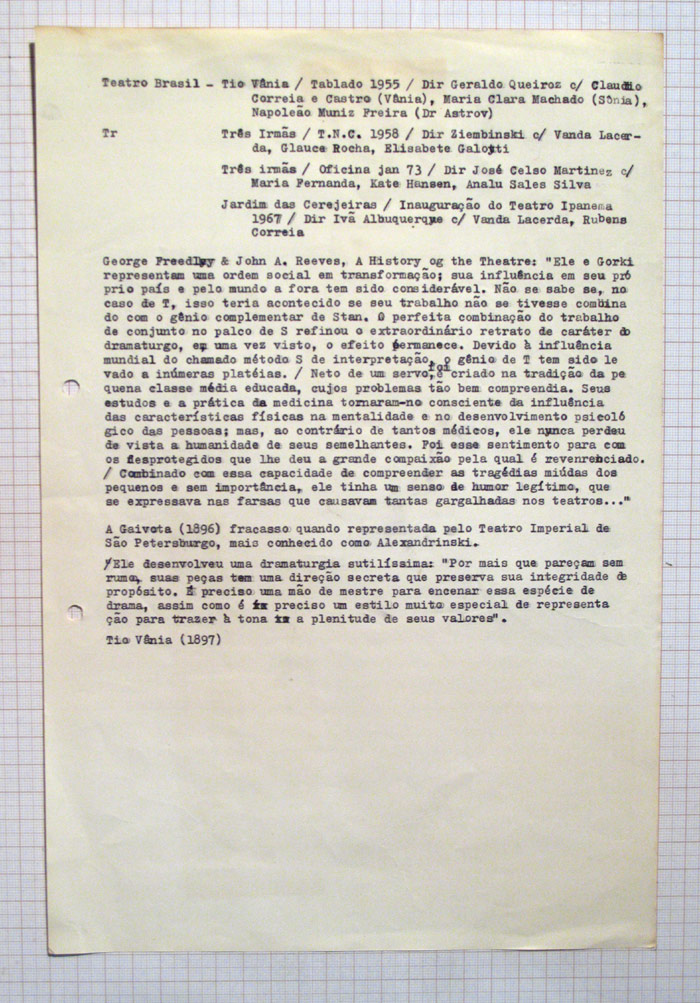 Teatro Brasil - Tio Vânia / Tablado 1955 / Dir Geraldo Queiroz c/ Claudio
Correia e Castro (Vânia), Maria Clara Machado (Sônia),
Napoleão Muniz Freira (Dr Astrov)
Tr Três Irmãs / T.N.C. 1958 / Dir Ziembinski c/ Vanda Lacer-
da, Glauce Rocha, Elisabete Galotti
Três irmãs / Oficina jan 73 / Dir José Celso Martinez c/
Maria Fernanda, Kate Hansen, Analu Sales Silva
Jardim das Cerejeiras / Inauguração do Teatro Ipanema
1967 / Dir Ivã Albuquerque c/ Vanda Lacerda, Rubens
Correia
George Freedley & John A. Reeves, A History og the Theatre: "Ele e Gorki
representam uma ordem social em transformação; sua influência em seu pró
prio país e pelo mundo a fora tem sido considerável. Não se sabe se, no
caso de T, isso teria acontecido se seu trabalho não se tivesse combina
do com o gênio complementar de Stan. O perfeita combinação do trabalho
de conjunto no palco de S refinou o extraordinário retrato de caráter do
dramaturgo, e, uma vez visto, o efeito permanece. Devido à influência
mundial do chamado método S de interpretação, o gênio de T tem sido le
vado a inúmeras platéias. / Neto de um servo, foi criado na tradição da pe
quena classe média educada, cujos problemas tão bem compreendia. Seus
estudos e a prática da medicina tornaram-no consciente da influência
das características físicas na mentalidade e no desenvolvimento psicoló
gico das pessoas; mas, ao contrário de tantos médicos, ele nunca perdeu
de vista a humanidade de seus semelhantes. Foi esse sentimento para com
os desprotegidos que lhe deu a grande compaixão pela qual é revenrenciado.
/ Combinado com essa capacidade de compreender as tragédias miúdas dos
pequenos e sem importância, ele tinha um senso de humor legítimo, que
se expressava nas farsas que causavam tantas gargalhadas nos teatros..."
A Gaivota (1896) fracasso quando representada pelo Teatro Imperial de
São Petersburgo, mais conhecido como Alexandrinski.
/Ele desenvolveu uma dramaturgia sutilíssima: "Por mais que pareçam sem
rumo, suas peças tem uma direção secreta que preserva sua integridade de
propósito. É preciso uma mão de mestre para encenar essa espécie de
drama, assim como é preciso um estilo muito especial de representa
ção para trazer à tona a plenitude de seus valores".
Tio Vânia (1897)